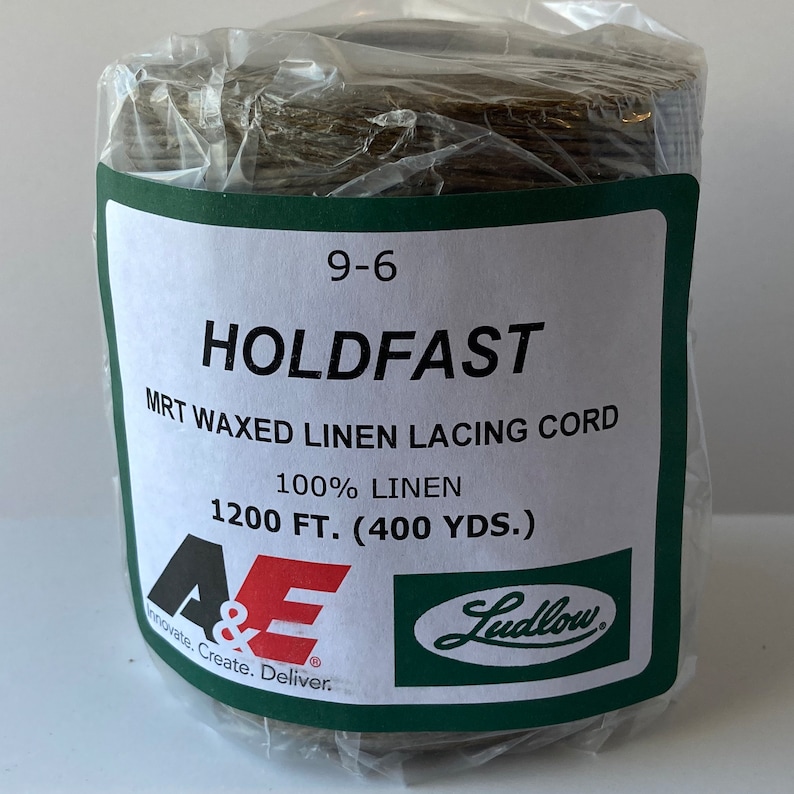 9-6
HOLDFAST
MRT WAXED LINEN LACING CORD
100% LINEN
1200 FT. (400 YDS.)
A&E®
Innovate. Create. Deliver.
Ludlow®